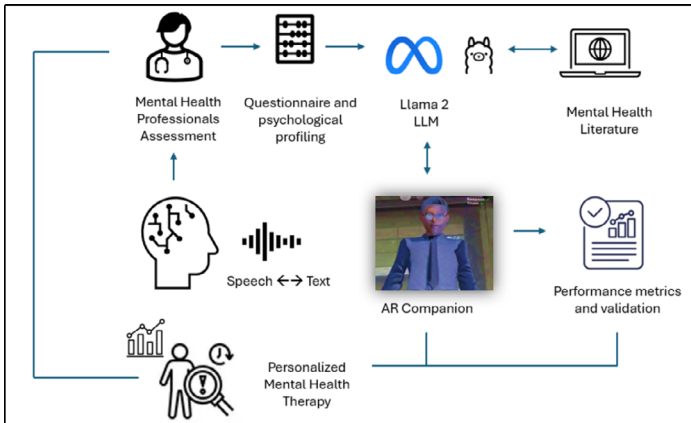 Mental Health
Professionals
Assessment
Questionnaire and
psychological
profiling
Llama 2
LLM
Mental Health
Literature
Speech ←→ Text
AR Companion
Performance metrics
and validation
Personalized
Mental Health
Therapy